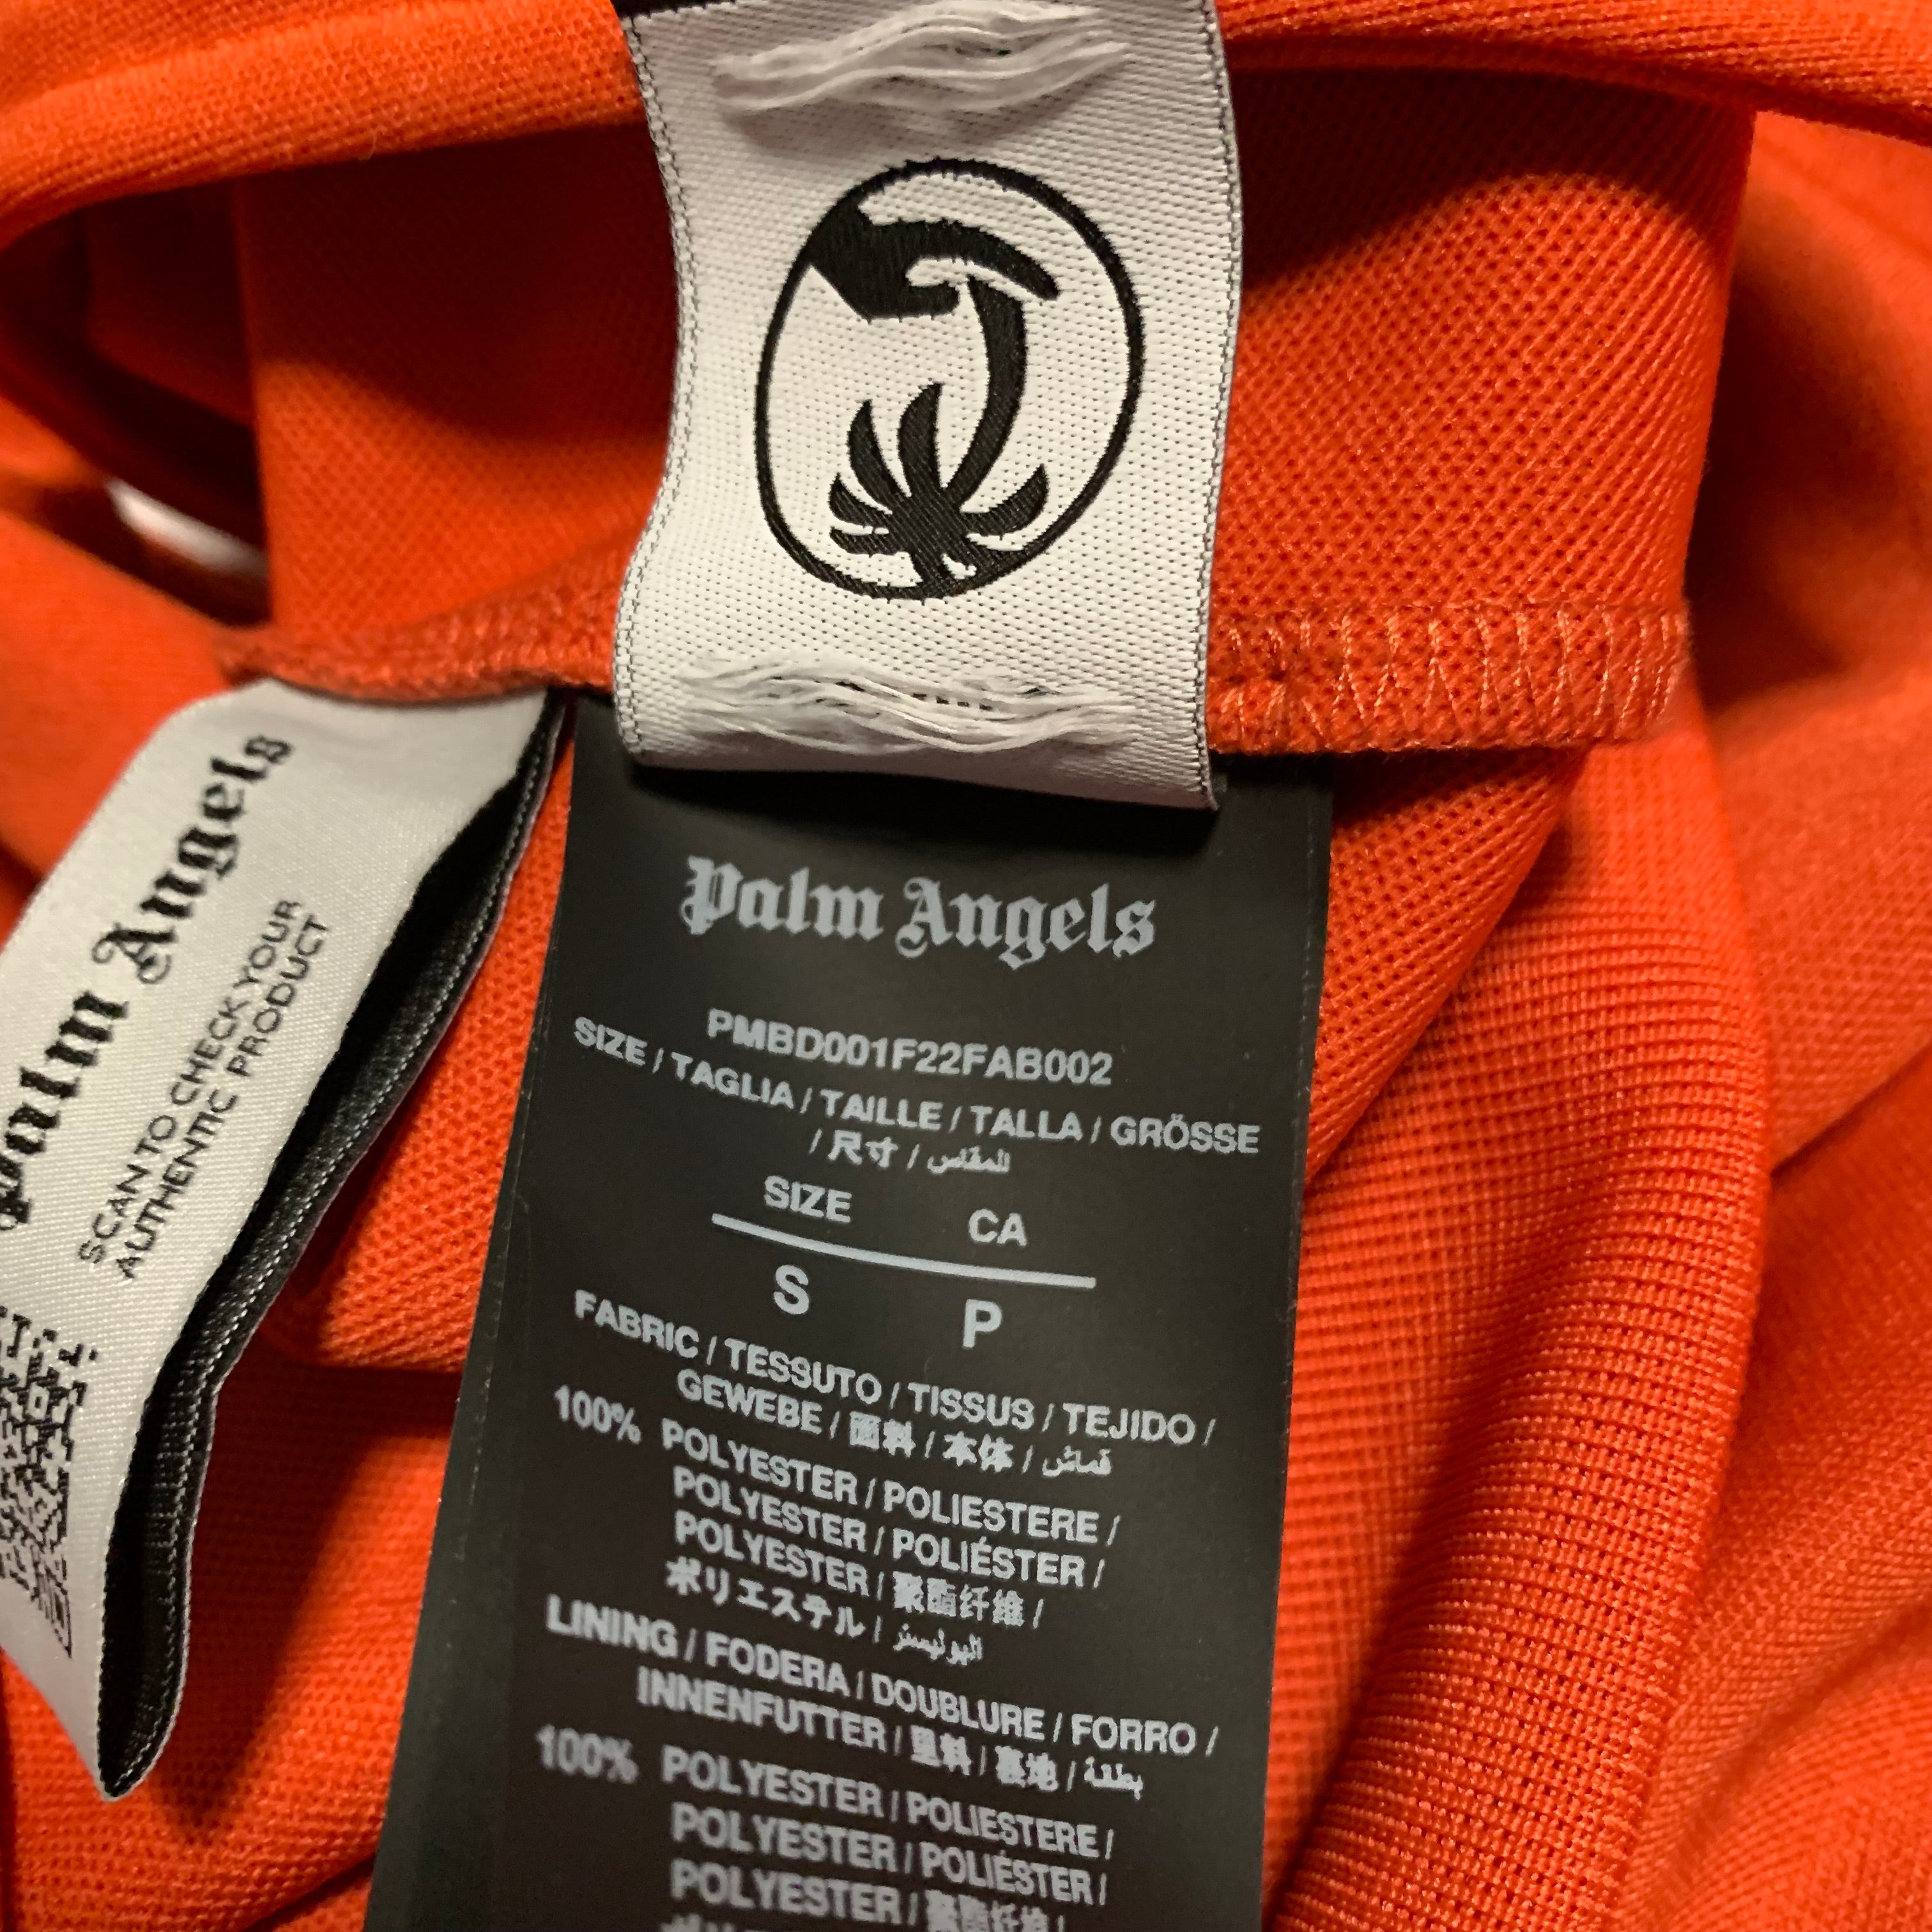 Palm Angels
SCAN TO CHECK YOUR
AUTHENTIC PRODUCT
Palm Angels
PMBD001F22FAB002
SIZE / TAGLIA / TAILLE / TALLA / GRÖSSE
/ 尺寸 / المقاس
SIZE CA
S P
FABRIC / TESSUTO / TISSUS / TEJIDO /
GEWEBE / 面料 / 本体 / قماش
100% POLYESTER / POLIESTERE /
POLYESTER / POLIÉSTER /
POLYESTER / 聚酯纤维 /
ポリエステル / البوليستر
LINING / FODERA / DOUBLURE / FORRO /
INNENFUTTER / 里料 / 裏地 / بطانة
100% POLYESTER / POLIESTERE /
POLYESTER / POLIÉSTER /
POLYESTER / 聚酯纤维 /